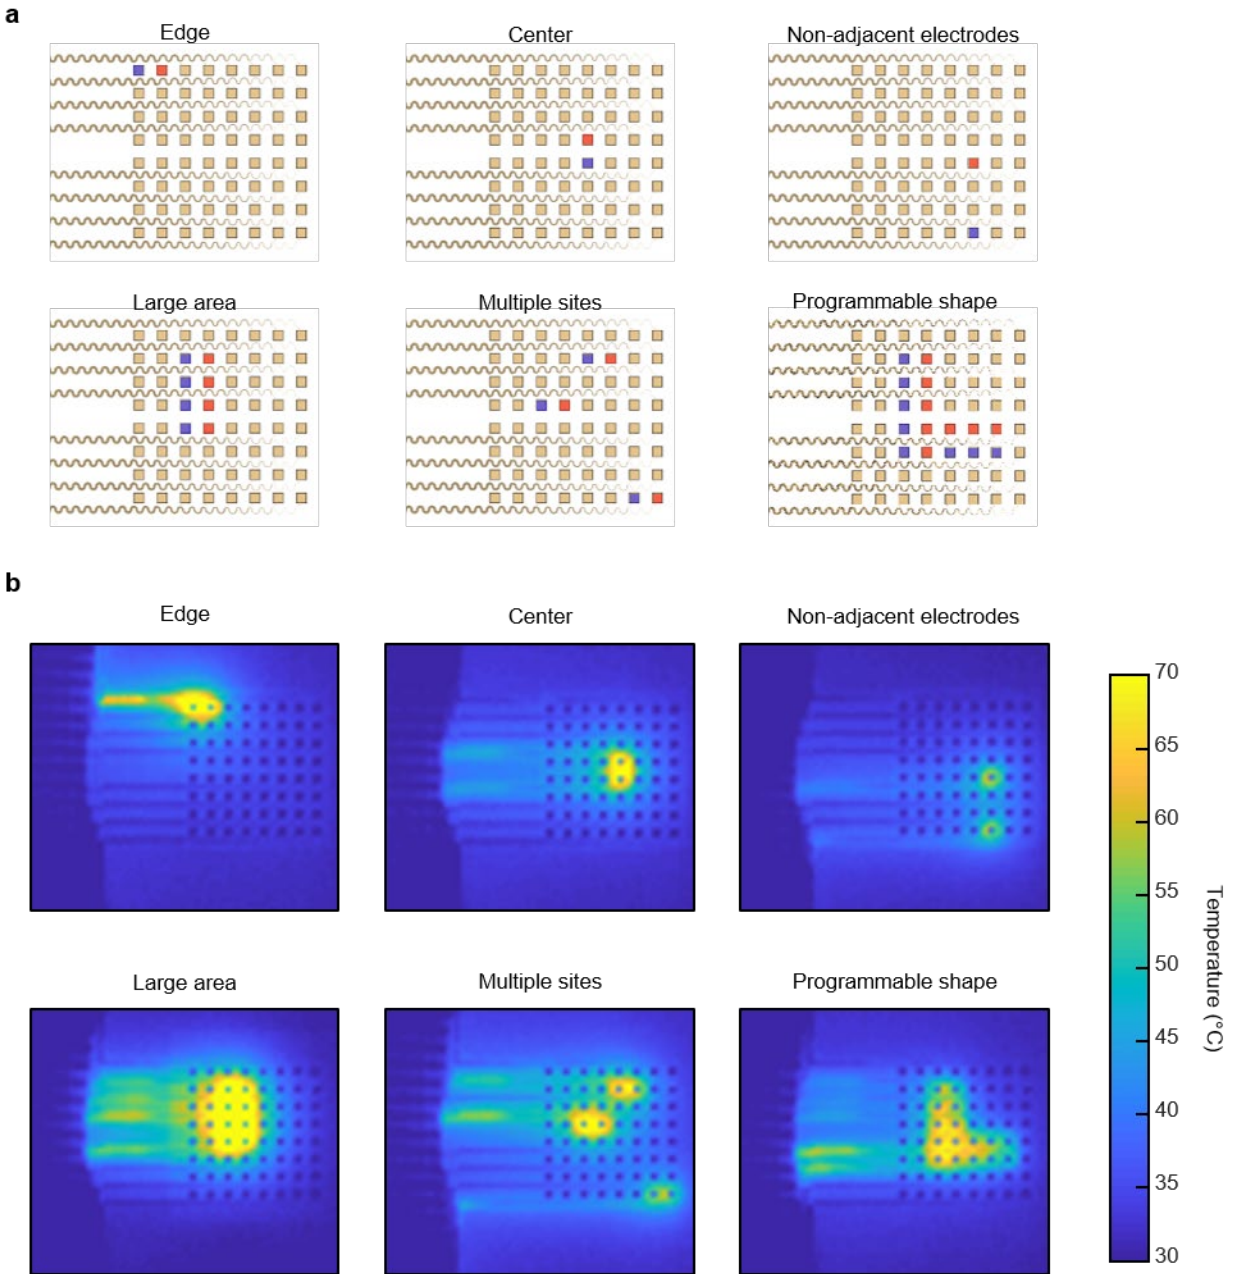 a
Edge
Center
Non-adjacent electrodes
Large area
Multiple sites
Programmable shape
b
Edge
Center
Non-adjacent electrodes
Large area
Multiple sites
Programmable shape
70
65
60
55
50
45
40
35
30
Temperature (°C)